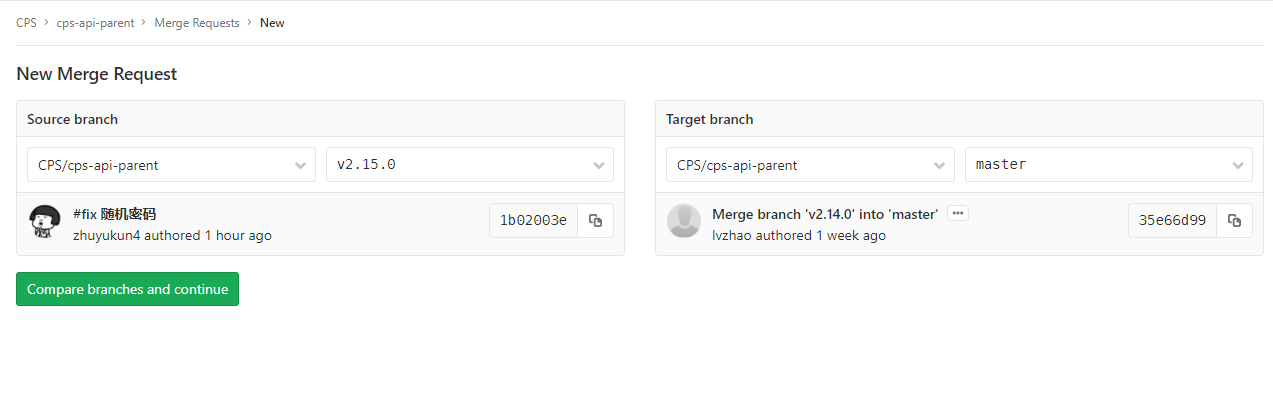 CPS > cps-api-parent > Merge Requests > New
New Merge Request
Source branch
CPS/cps-api-parent
v2.15.0
#fix 随机密码
zhuyukun4 authored 1 hour ago
1b02003e
Target branch
CPS/cps-api-parent
master
Merge branch 'v2.14.0' into 'master' ···
lvzhao authored 1 week ago
35e66d99
Compare branches and continue